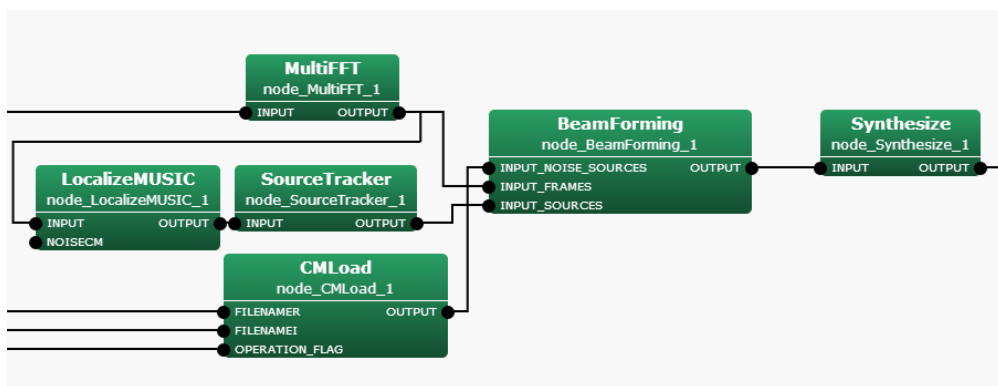 MultiFFT
node_MultiFFT_1
INPUT OUTPUT
LocalizeMUSIC
node_LocalizeMUSIC_1
INPUT OUTPUT
NOISECM
SourceTracker
node_SourceTracker_1
INPUT OUTPUT
CMLoad
node_CMLoad_1
FILENAMER OUTPUT
FILENAMEI
OPERATION_FLAG
BeamForming
node_BeamForming_1
INPUT_NOISE_SOURCES OUTPUT
INPUT_FRAMES
INPUT_SOURCES
Synthesize
node_Synthesize_1
INPUT OUTPUT